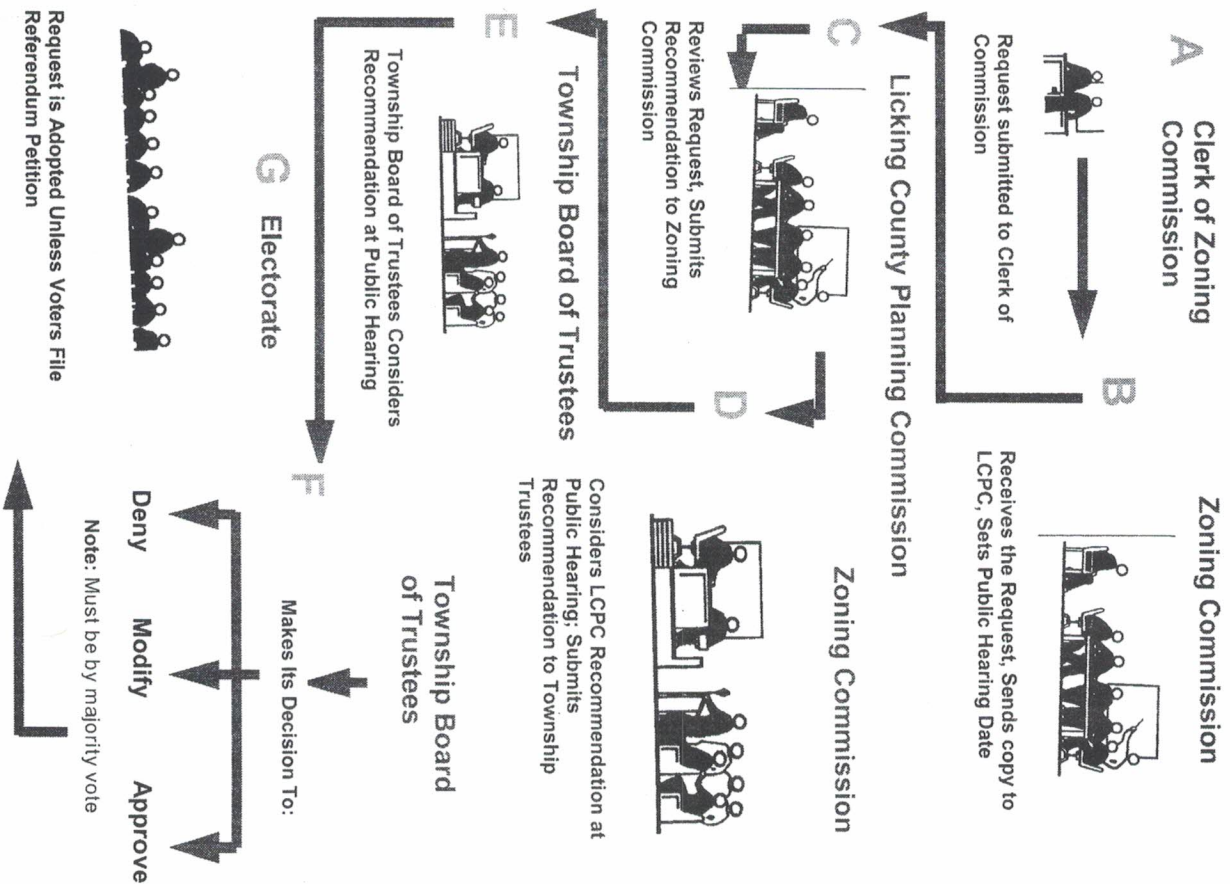 A
Clerk of Zoning
Commission
Request submitted to Clerk of
Commission
B
Zoning Commission
Receives the Request, Sends copy to
LCPC, Sets Public Hearing Date
C
Licking County Planning Commission
Reviews Request, Submits
Recommendation to Zoning
Commission
D
Zoning Commission
Considers LCPC Recommendation at
Public Hearing; Submits
Recommendation to Township
Trustees
E
Township Board of Trustees
Township Board of Trustees Considers
Recommendation at Public Hearing
F
Township Board
of Trustees
Makes Its Decision To:
Deny Modify Approve
Note: Must be by majority vote
G Electorate
Request is Adopted Unless Voters File
Referendum Petition